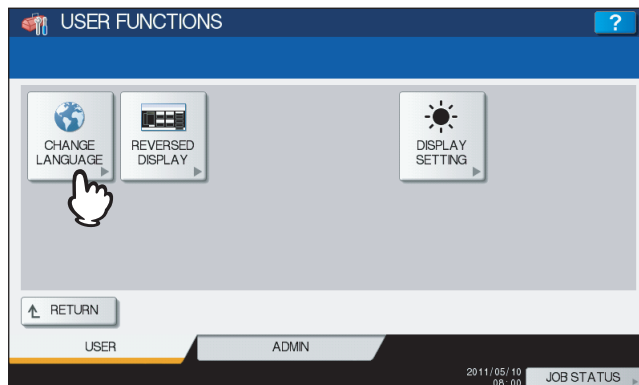 USER FUNCTIONS
?
CHANGE
LANGUAGE
REVERSED
DISPLAY
DISPLAY
SETTING
RETURN
USER
ADMIN
2011/05/10
08:00
JOB STATUS